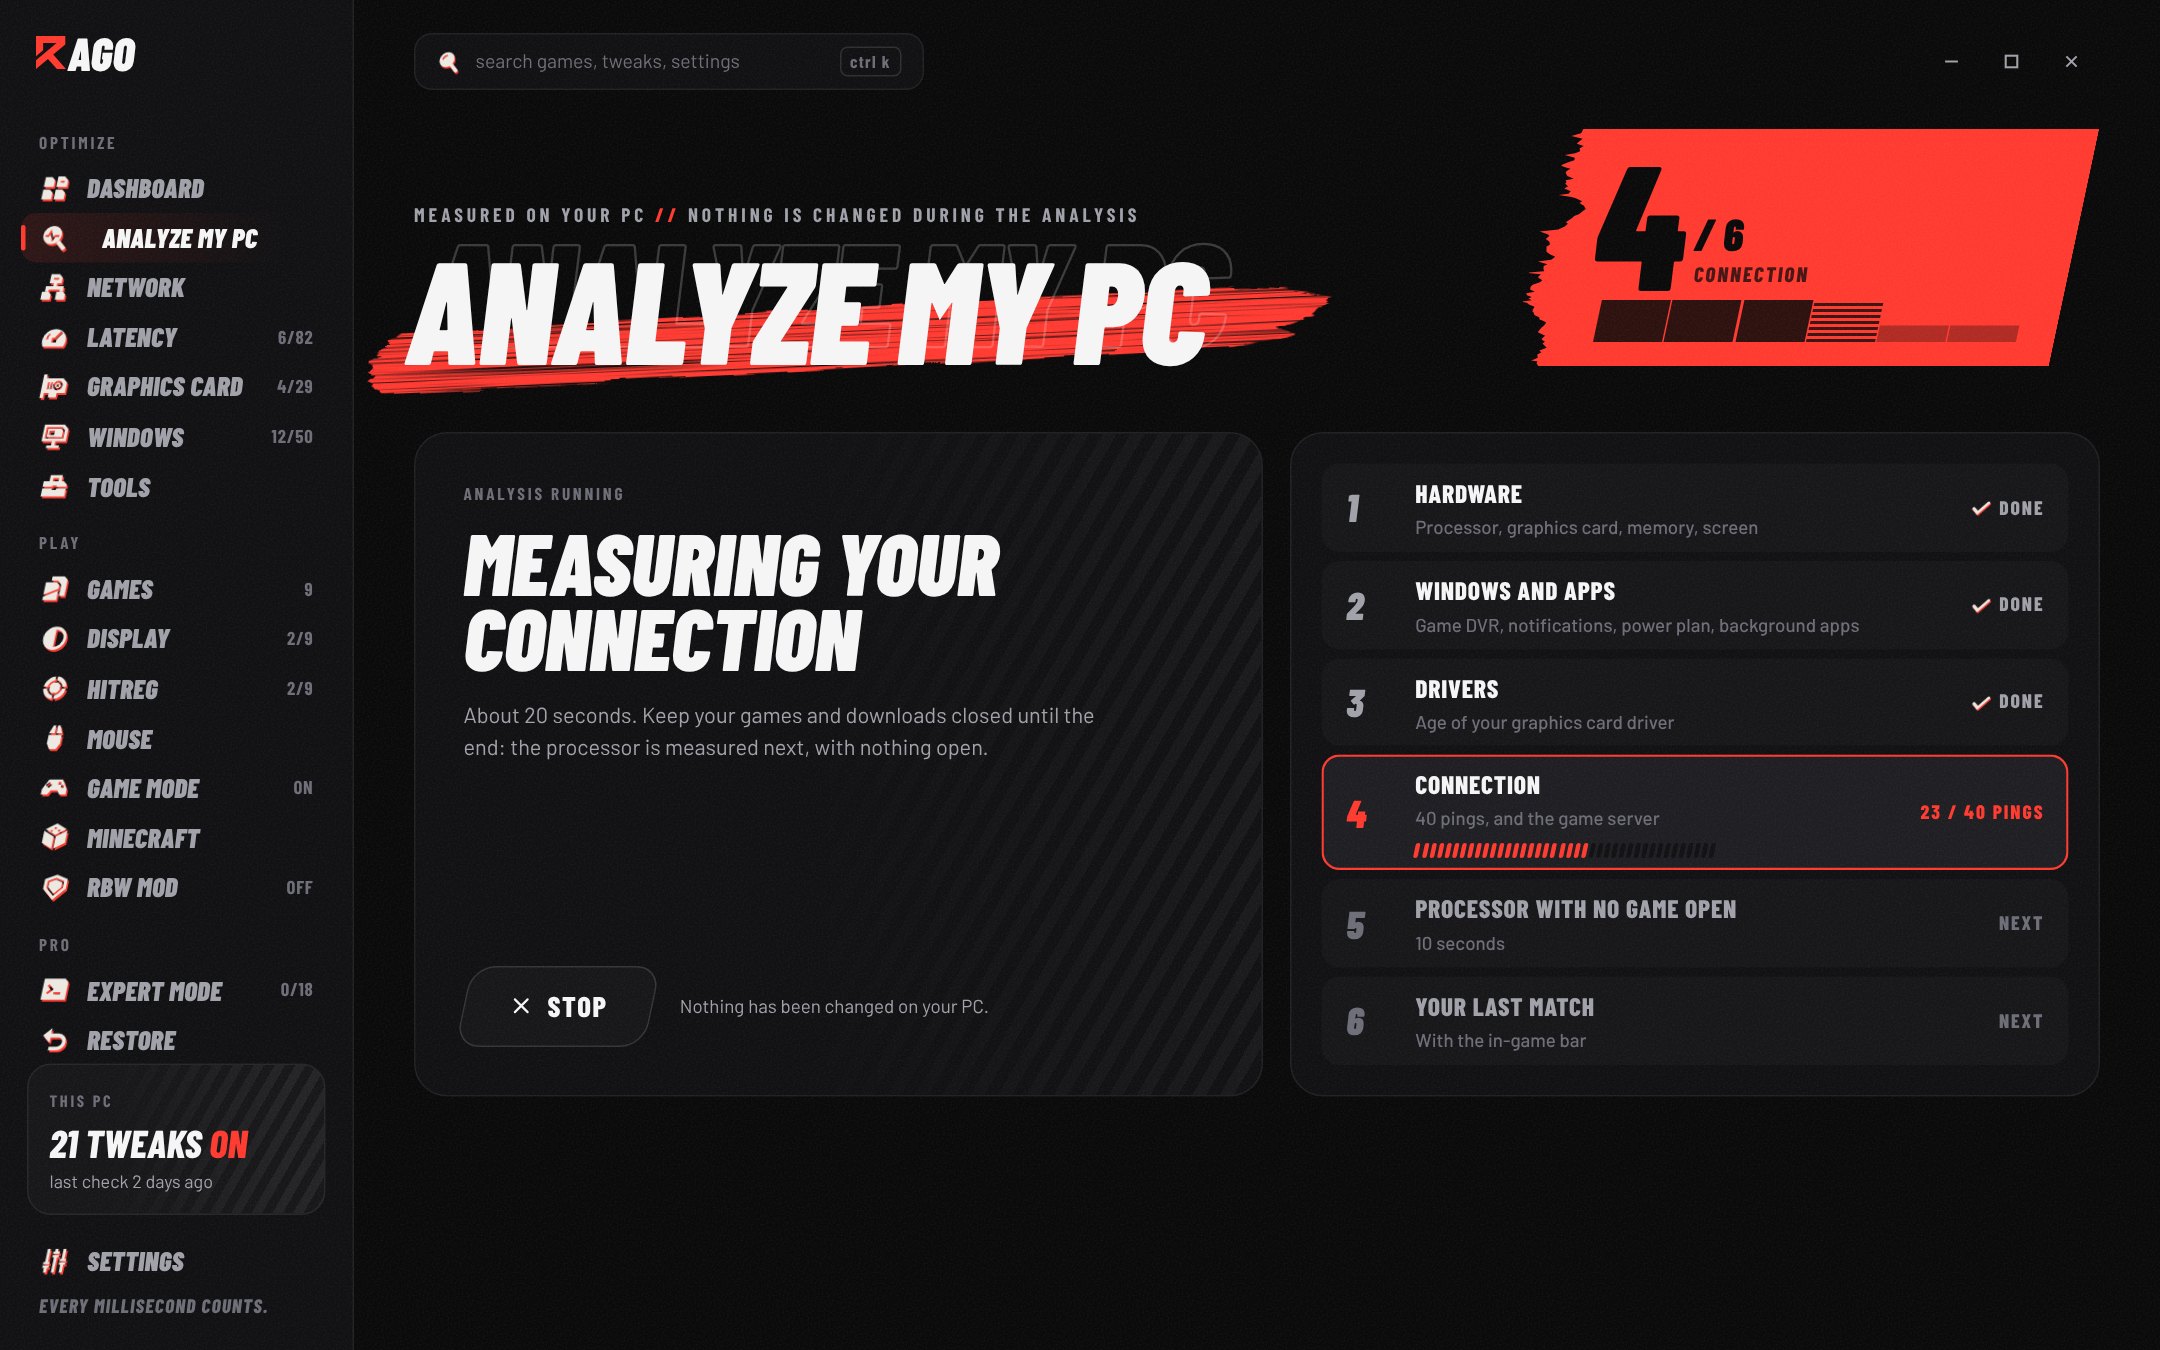 RAGO
OPTIMIZE
DASHBOARD
ANALYZE MY PC
NETWORK
LATENCY 6/82
GRAPHICS CARD 4/29
WINDOWS 12/50
TOOLS
PLAY
GAMES 9
DISPLAY 2/9
HITREG 2/9
MOUSE
GAME MODE ON
MINECRAFT
RBW MOD OFF
PRO
EXPERT MODE 0/18
RESTORE
THIS PC
21 TWEAKS ON
last check 2 days ago
SETTINGS
EVERY MILLISECOND COUNTS.
search games, tweaks, settings ctrl k
MEASURED ON YOUR PC // NOTHING IS CHANGED DURING THE ANALYSIS
ANALYZE MY PC
ANALYZE MY PC
4 / 6
CONNECTION
ANALYSIS RUNNING
MEASURING YOUR
CONNECTION
About 20 seconds. Keep your games and downloads closed until the
end: the processor is measured next, with nothing open.
STOP
Nothing has been changed on your PC.
1 HARDWARE
Processor, graphics card, memory, screen
DONE
2 WINDOWS AND APPS
Game DVR, notifications, power plan, background apps
DONE
3 DRIVERS
Age of your graphics card driver
DONE
4 CONNECTION
40 pings, and the game server
23 / 40 PINGS
5 PROCESSOR WITH NO GAME OPEN
10 seconds
NEXT
6 YOUR LAST MATCH
With the in-game bar
NEXT